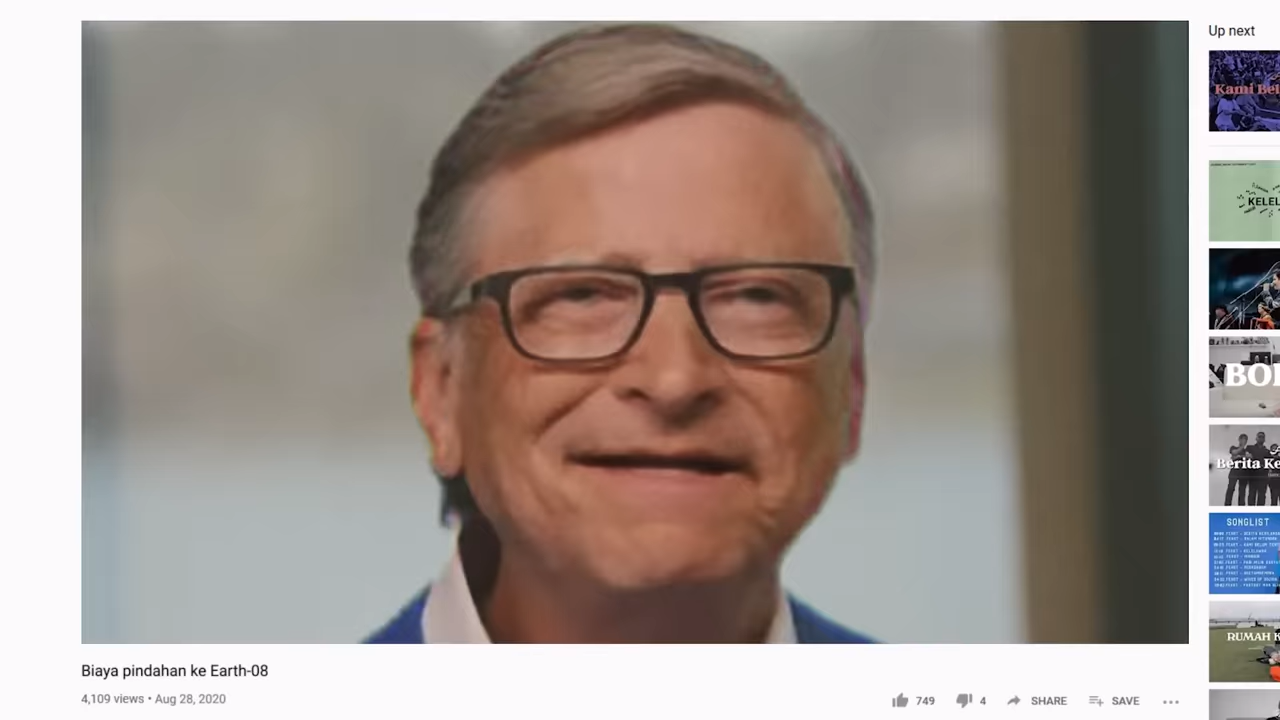 Up next
Kami Bel
KELEL
BO
Berita Ke
SONGLIST
RUMAH K
Biaya pindahan ke Earth-08
4,109 views • Aug 28, 2020
749
4
SHARE
SAVE